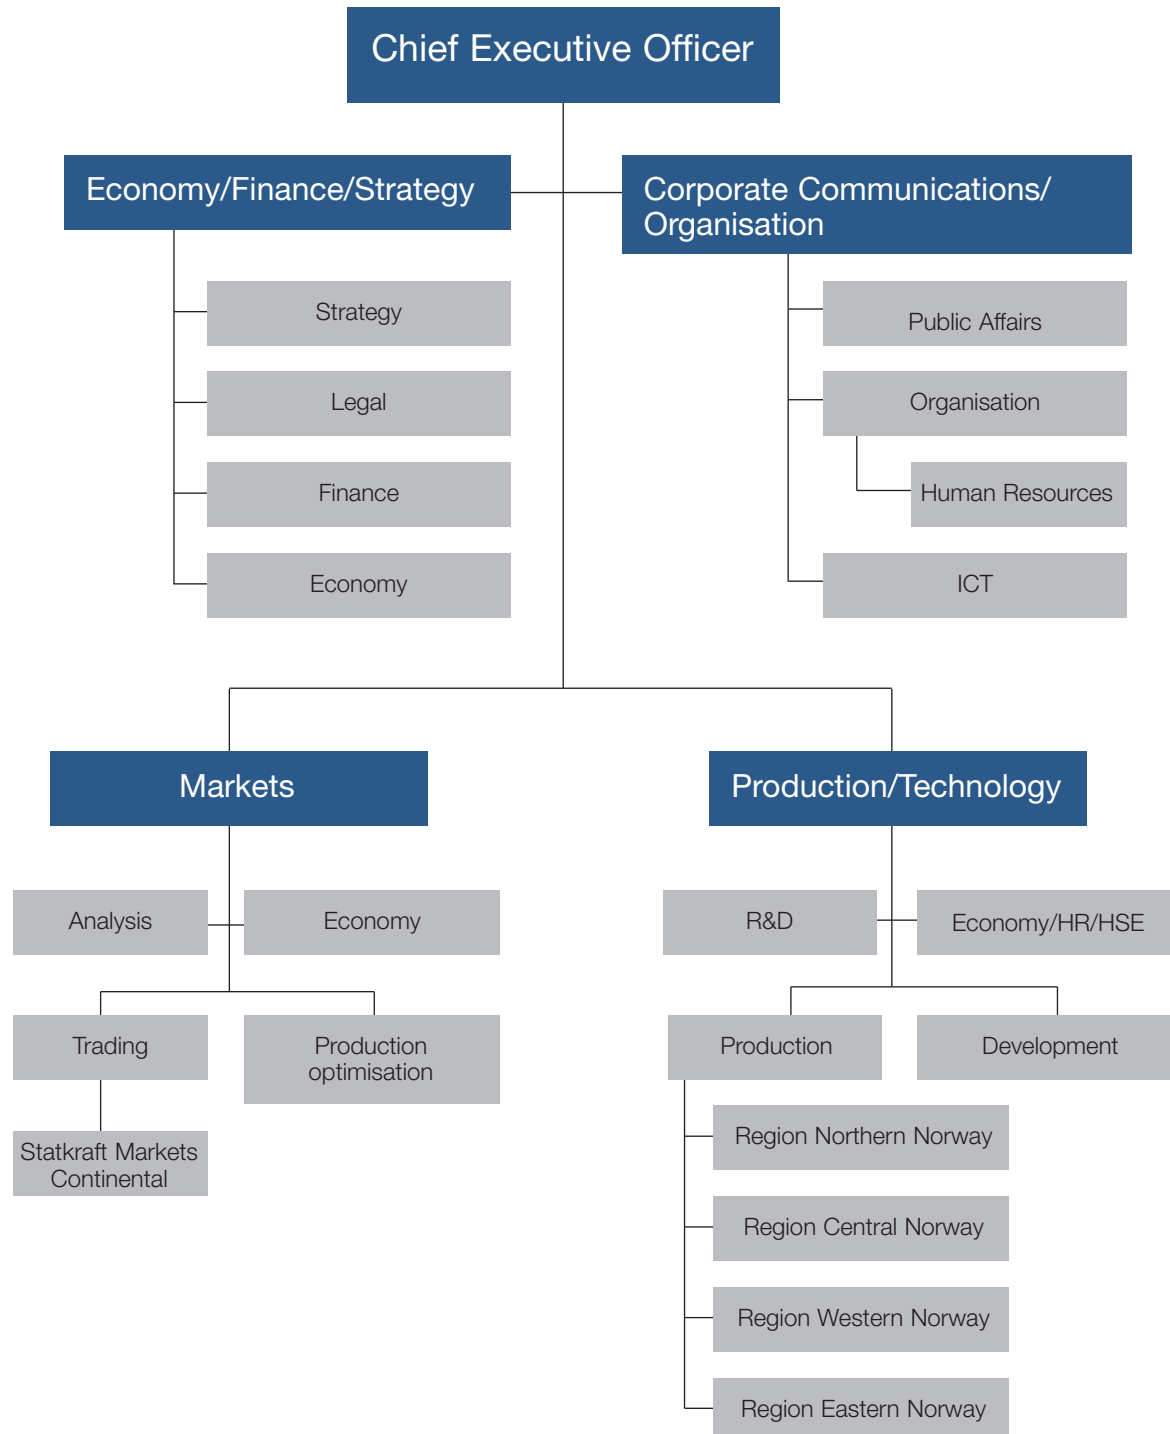 Chief Executive Officer
Economy/Finance/Strategy
Strategy
Legal
Finance
Economy
Corporate Communications/
Organisation
Public Affairs
Organisation
Human Resources
ICT
Markets
Analysis
Economy
Trading
Production
optimisation
Statkraft Markets
Continental
Production/Technology
R&D
Economy/HR/HSE
Production
Development
Region Northern Norway
Region Central Norway
Region Western Norway
Region Eastern Norway